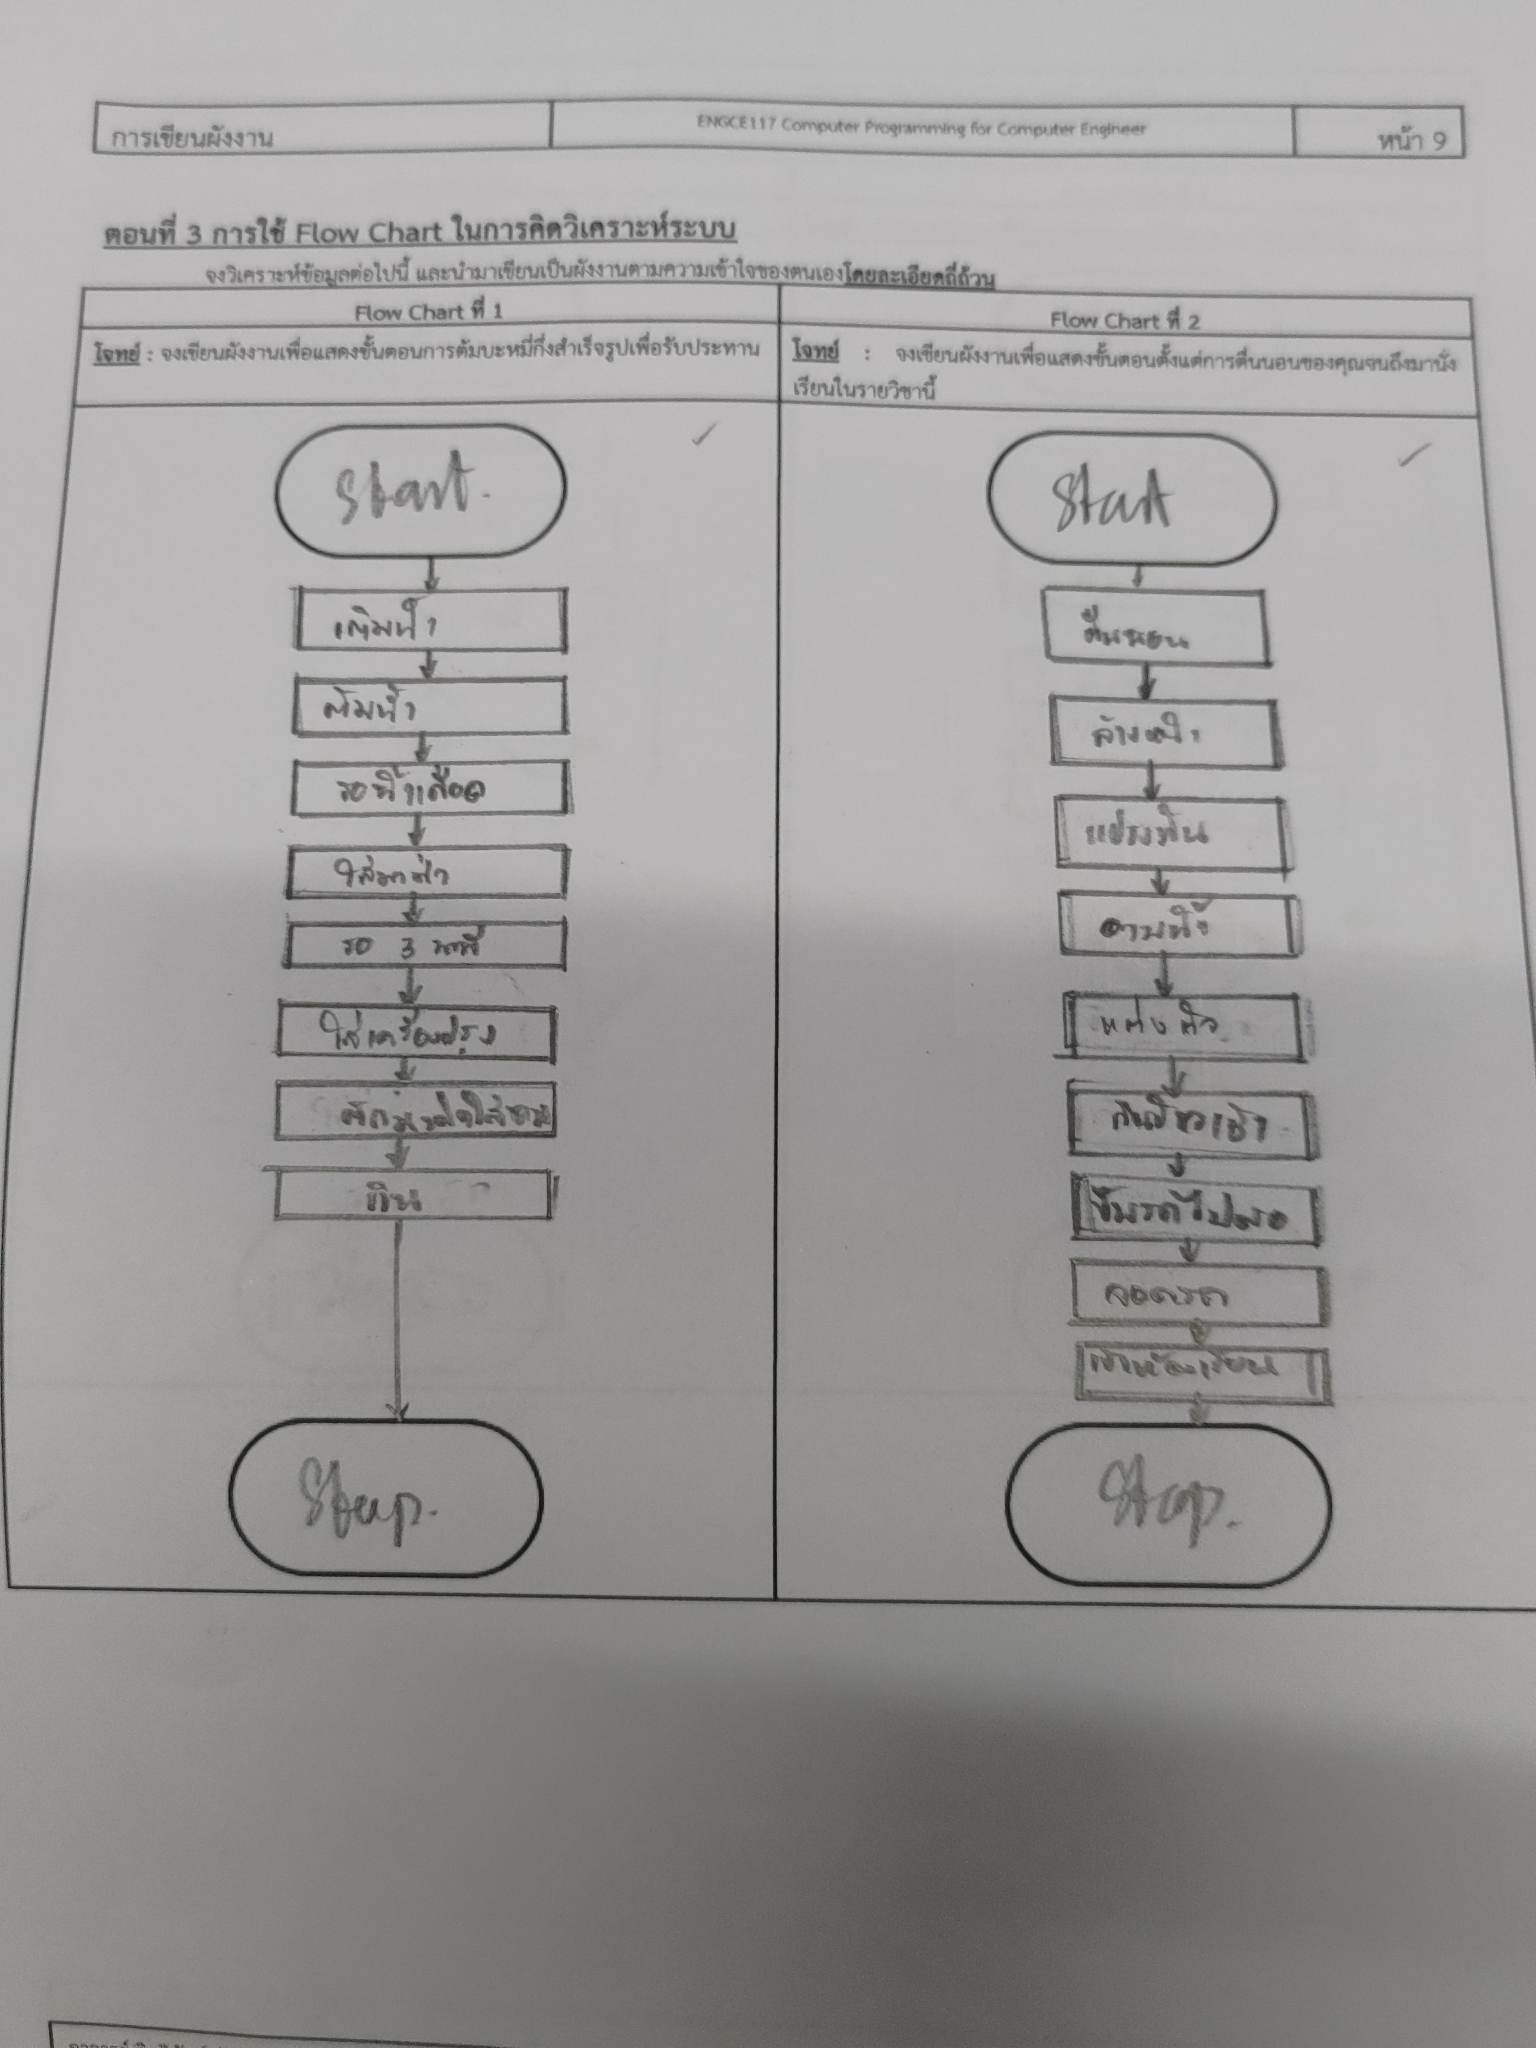 การเขียนผังงาน
ENGCE117 Computer Programming for Computer Engineer
หน้า 9
ตอนที่ 3 การใช้ Flow Chart ในการคิดวิเคราะห์ระบบ
จงวิเคราะห์ข้อมูลต่อไปนี้ และนำมาเขียนเป็นผังงานตามความเข้าใจของตนเองโดยละเอียดถี่ถ้วน
Flow Chart ที่ 1
โจทย์ : จงเขียนผังงานเพื่อแสดงขั้นตอนการต้มบะหมี่กึ่งสำเร็จรูปเพื่อรับประทาน
Start.
เติมน้ำ
ต้มน้ำ
รอน้ำเดือด
ใส่มาม่า
รอ 3 นาที
ใส่เครื่องปรุง
ใส่ชาม
กิน
Stop.
Flow Chart ที่ 2
โจทย์ : จงเขียนผังงานเพื่อแสดงขั้นตอนตั้งแต่การตื่นนอนของคุณจนถึงมานั่ง
เรียนในรายวิชานี้
Start
ตื่นนอน
ล้างหน้า
แปรงฟัน
อาบน้ำ
แต่งตัว
กินข้าวเช้า
ขึ้นรถไปมอ
จอดรถ
เข้าห้องเรียน
Stop.